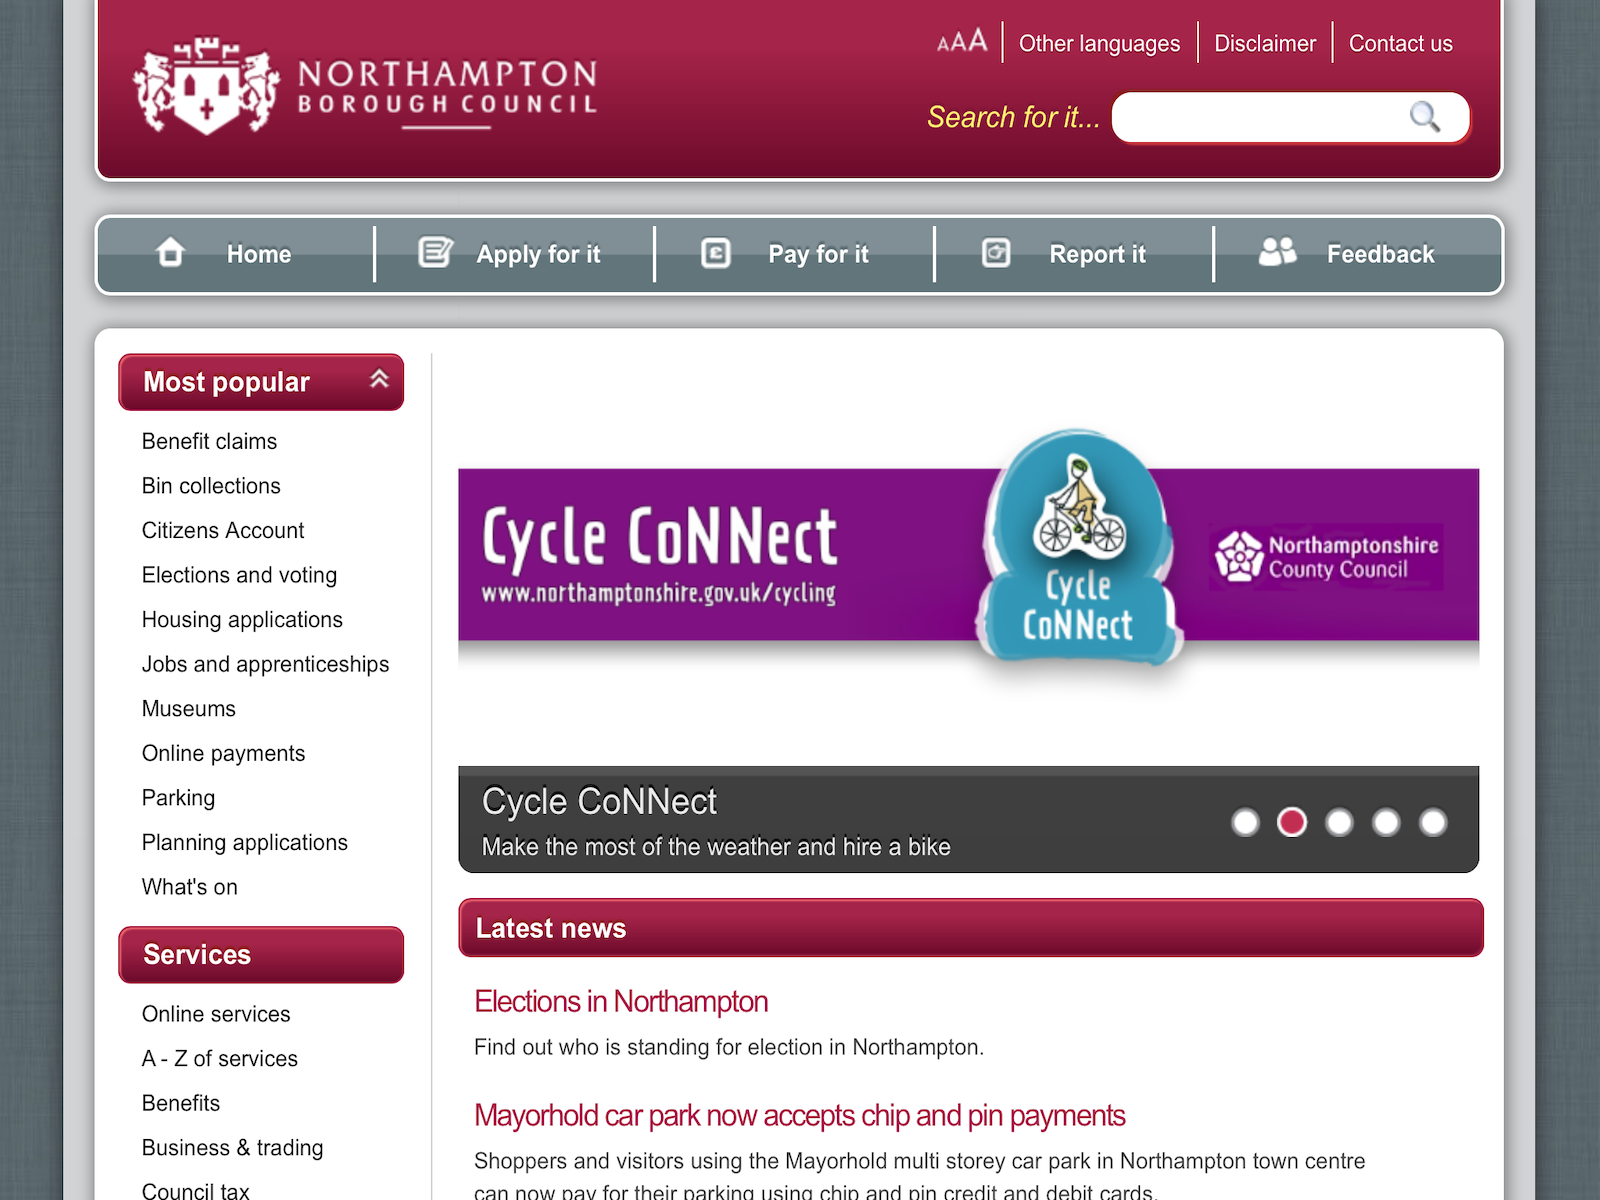 NORTHAMPTON
BOROUGH COUNCIL
AAA
Other languages
Disclaimer
Contact us
Search for it...
Home
Apply for it
Pay for it
Report it
Feedback
Most popular
Benefit claims
Bin collections
Citizens Account
Elections and voting
Housing applications
Jobs and apprenticeships
Museums
Online payments
Parking
Planning applications
What's on
Services
Online services
A - Z of services
Benefits
Business & trading
Council tax
Cycle CoNNect
www.northamptonshire.gov.uk/cycling
Cycle
CoNNect
Northamptonshire
County Council
Cycle CoNNect
Make the most of the weather and hire a bike
Latest news
Elections in Northampton
Find out who is standing for election in Northampton.
Mayorhold car park now accepts chip and pin payments
Shoppers and visitors using the Mayorhold multi storey car park in Northampton town centre
can now pay for their parking using chip and pin credit and debit cards.